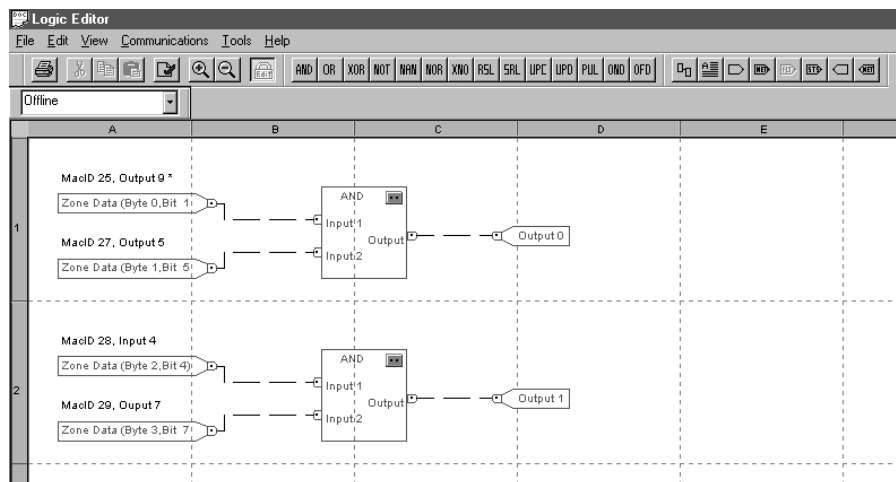 Logic Editor
File Edit View Communications Tools Help
AND OR XOR NOT NAN NOR XNO RSL SRL UPC UPD PUL OND OFD
Offline
A B C D E
1
MacID 25, Output 9 *
Zone Data (Byte 0,Bit 1
MacID 27, Output 5
Zone Data (Byte 1,Bit 5
AND
Input 1
Input 2
Output
Output 0
2
MacID 28, Input 4
Zone Data (Byte 2,Bit 4)
MacID 29, Ouput 7
Zone Data (Byte 3,Bit 7
AND
Input 1
Input 2
Output
Output 1